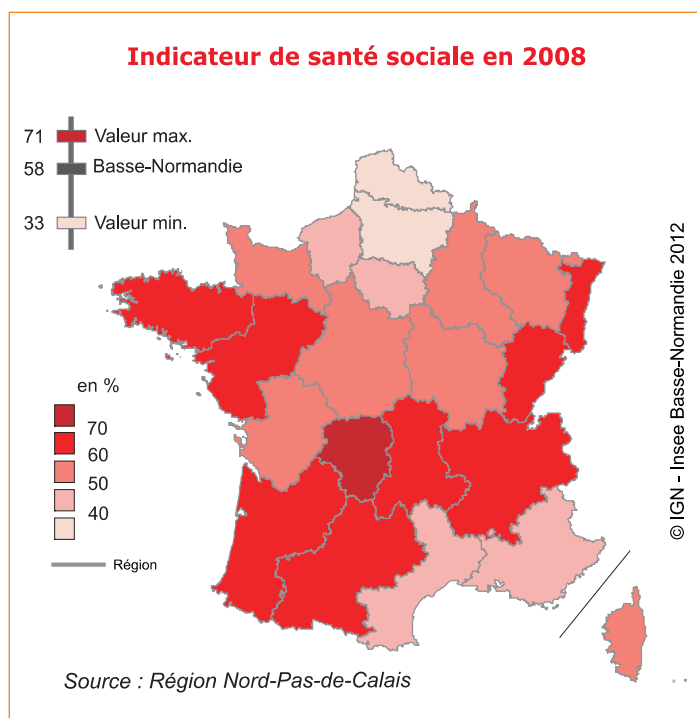 Indicateur de santé sociale en 2008
71 Valeur max.
58 Basse-Normandie
33 Valeur min.
en %
70
60
50
40
Région
© IGN - Insee Basse-Normandie 2012
Source : Région Nord-Pas-de-Calais